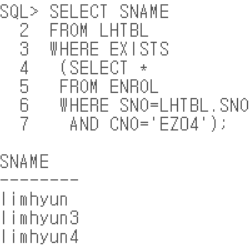 SQL> SELECT SNAME
2 FROM LHTBL
3 WHERE EXISTS
4 (SELECT *
5 FROM ENROL
6 WHERE SNO=LHTBL.SNO
7 AND CNO='EZ04');
SNAME
--------
limhyun
limhyun3
limhyun4